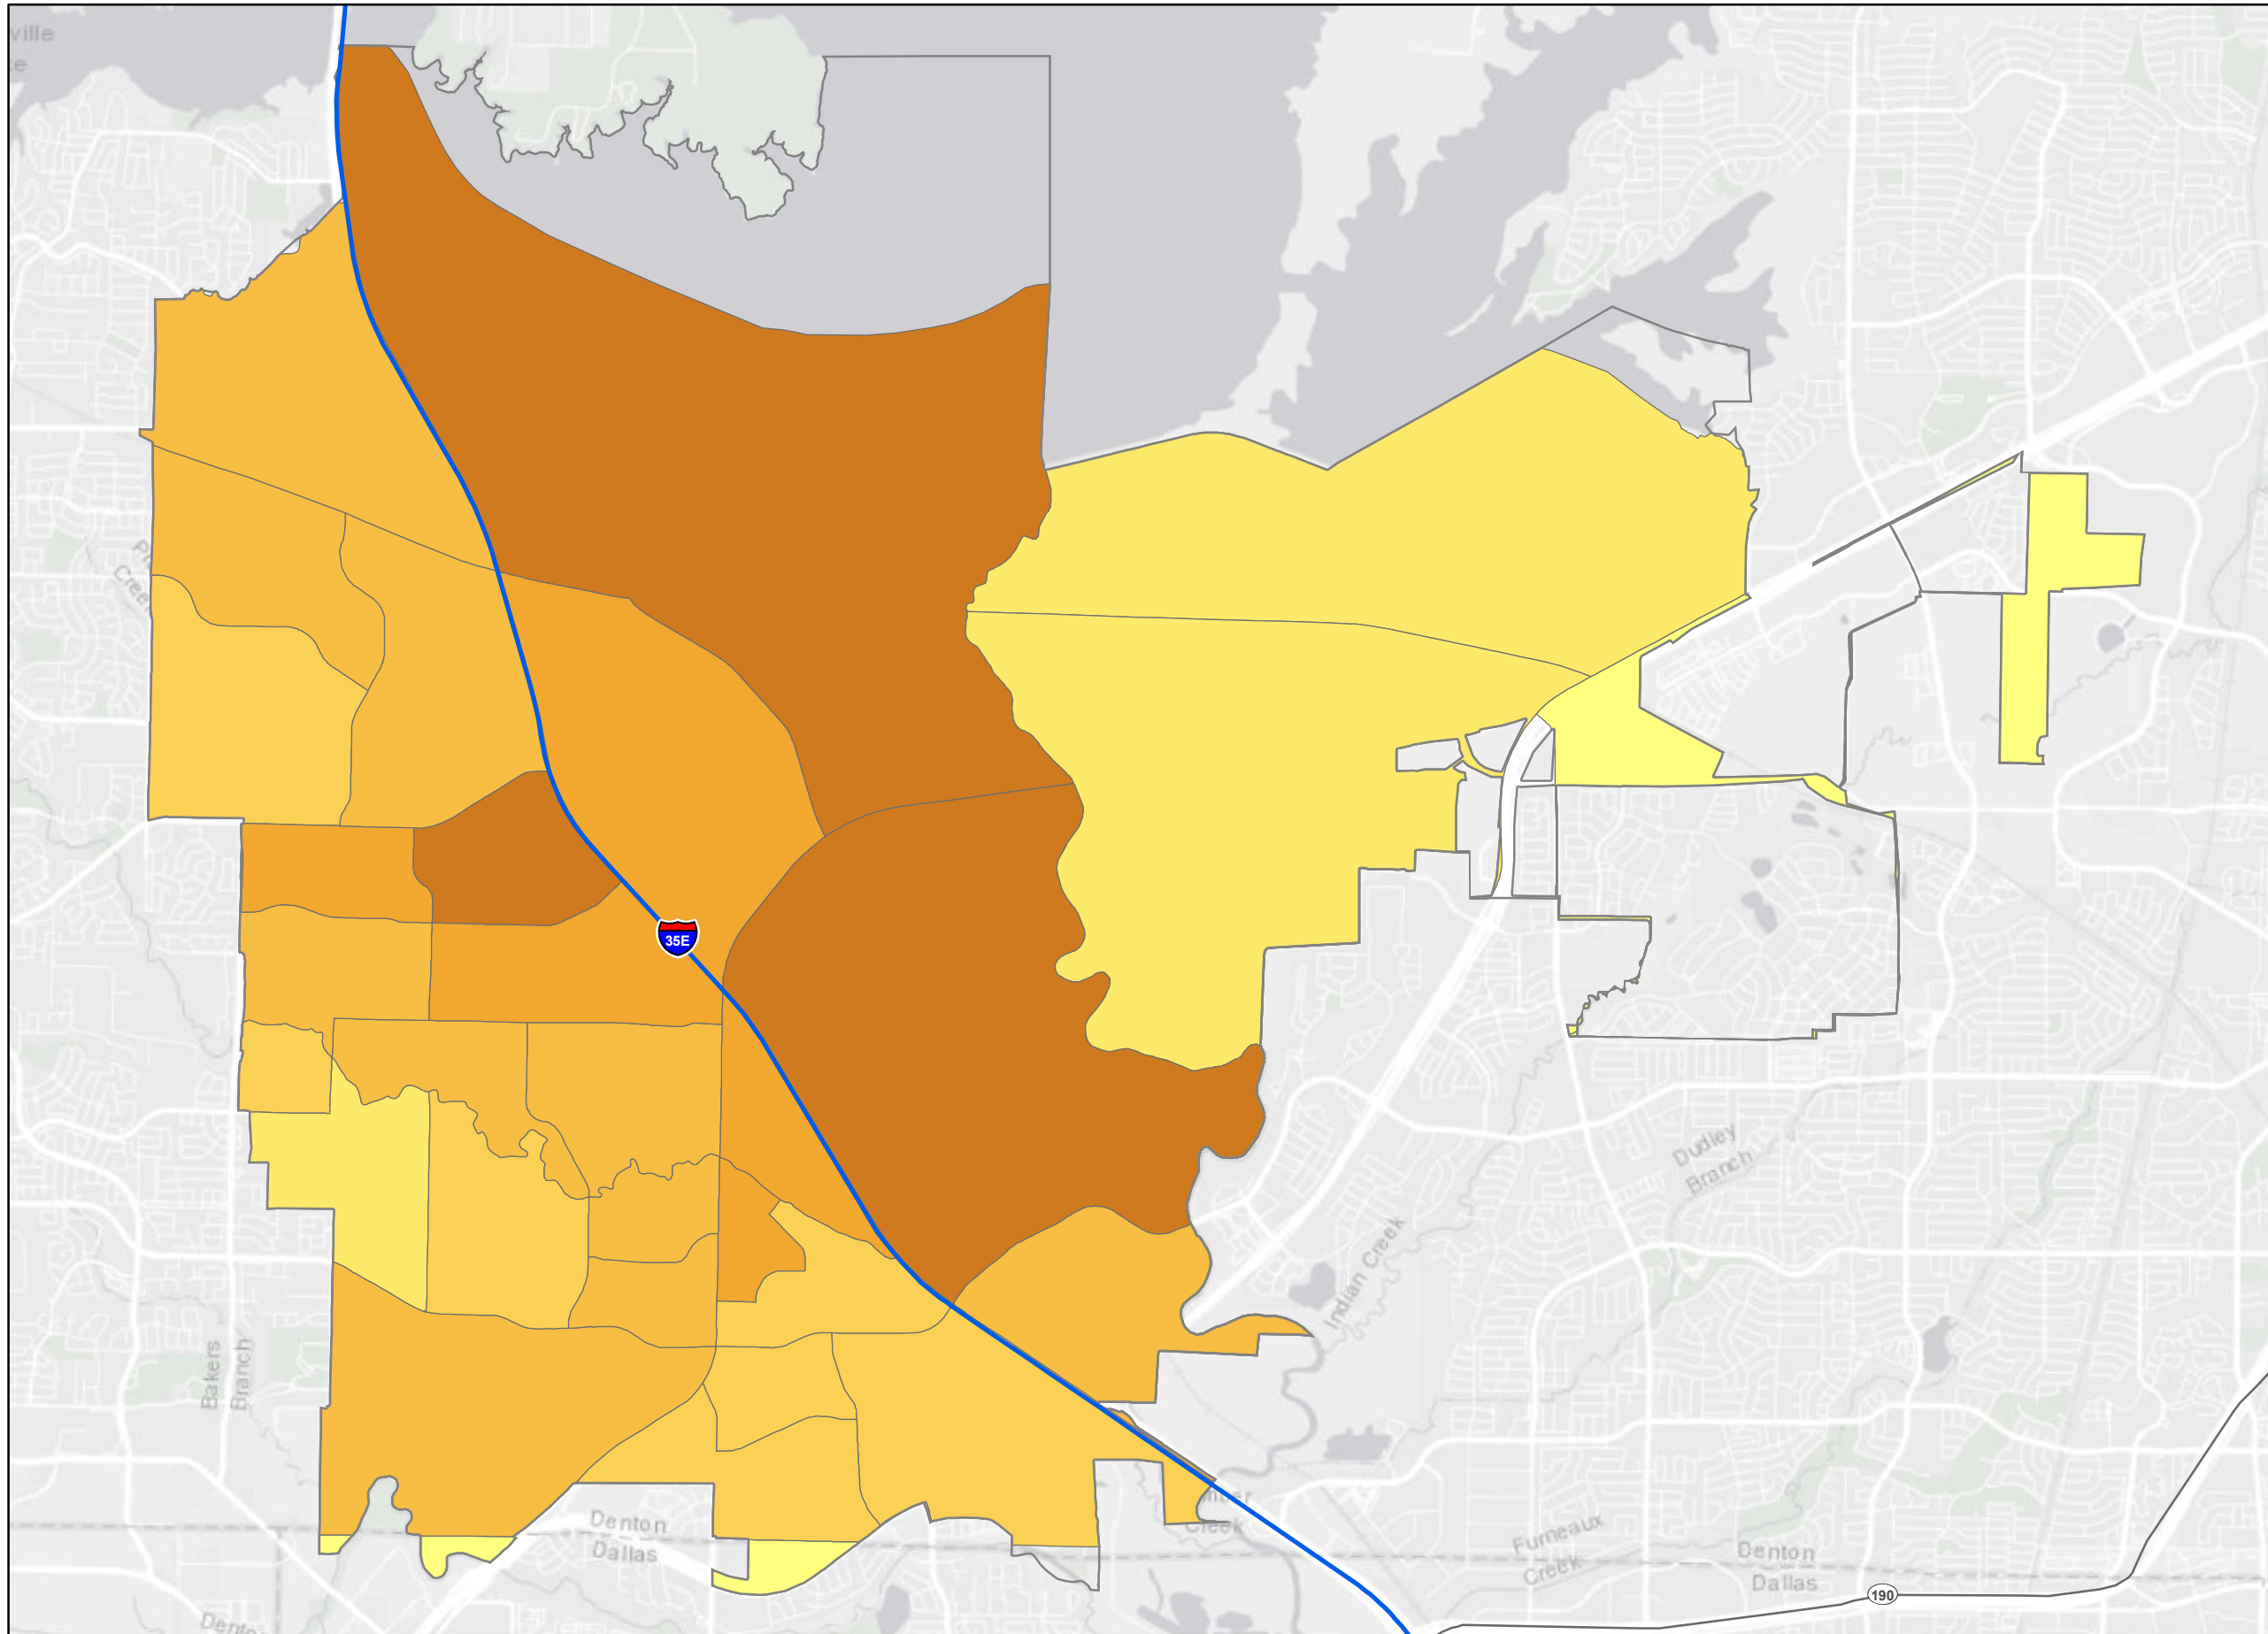 ville
Creek
35E
Dudley
Branch
Indian Creek
Bakers
Branch
Creek
Denton
Dallas
Furneaux
Creek
Denton
Dallas
190